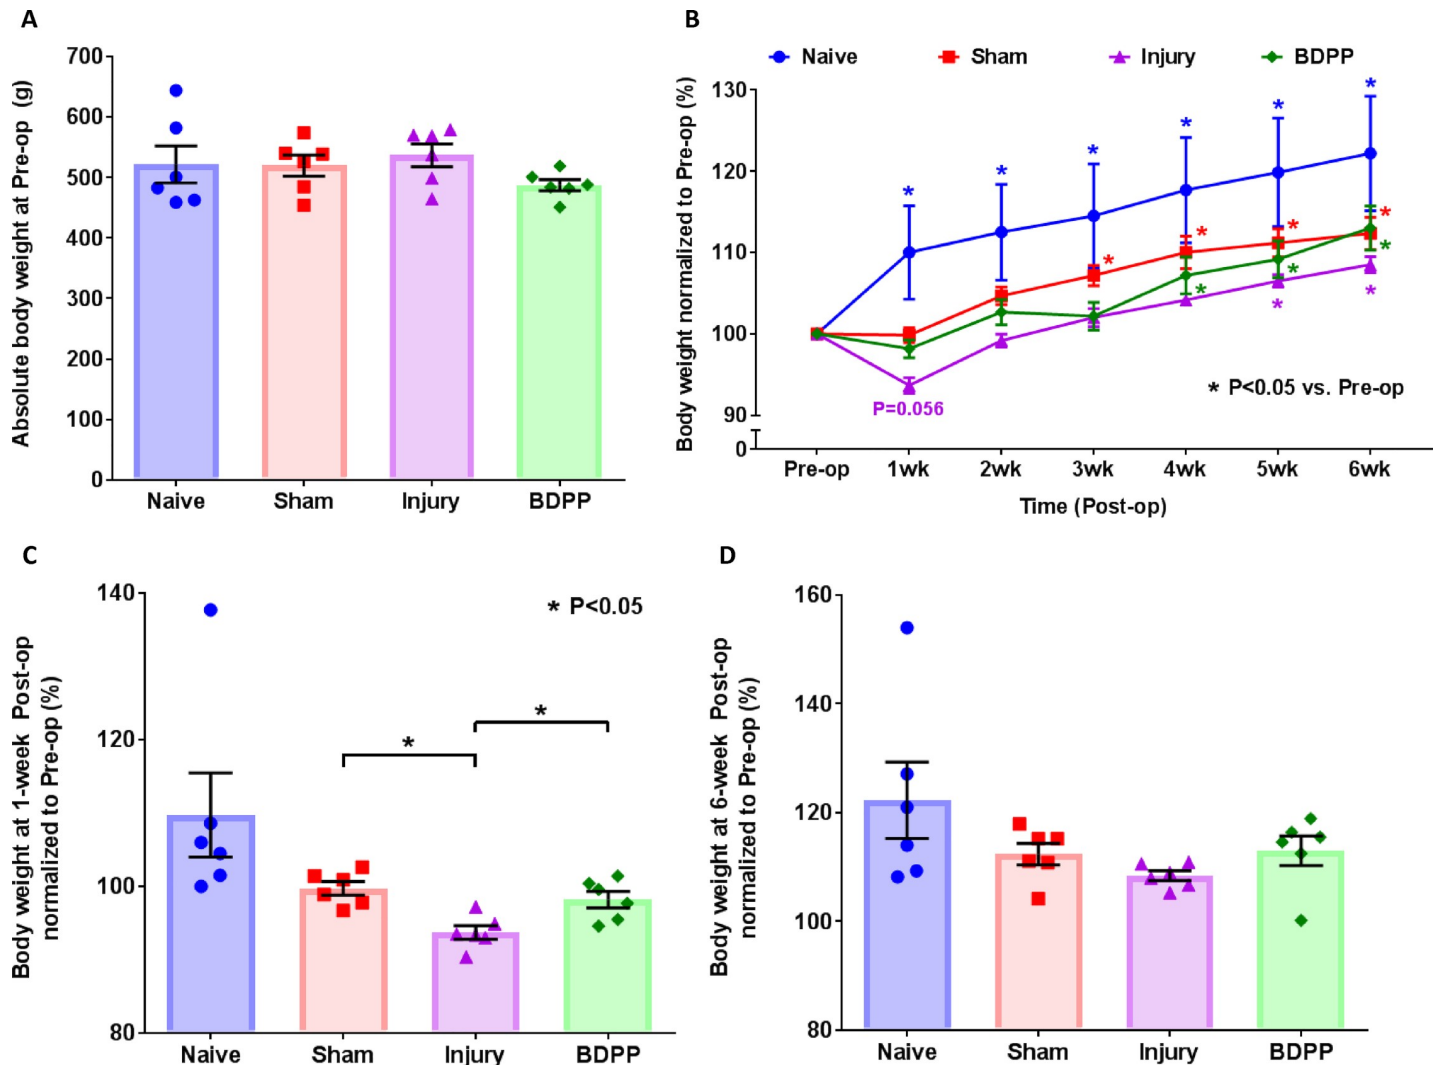 A
Absolute body weight at Pre-op (g)
700
600
500
400
300
200
100
0
Naive Sham Injury BDPP
B
Naive Sham Injury BDPP
Body weight normalized to Pre-op (%)
130
120
110
100
90
0
* * * * * *
* * * *
* * *
* *
P=0.056
* P<0.05 vs. Pre-op
Pre-op 1wk 2wk 3wk 4wk 5wk 6wk
Time (Post-op)
C
Body weight at 1-week Post-op
normalized to Pre-op (%)
140
120
100
80
* P<0.05
*
*
Naive Sham Injury BDPP
D
Body weight at 6-week Post-op
normalized to Pre-op (%)
160
140
120
100
80
Naive Sham Injury BDPP